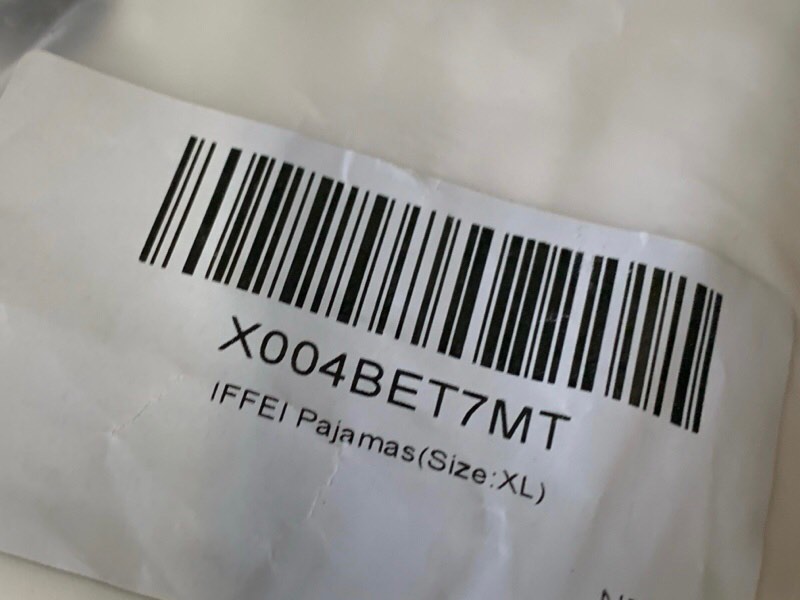 X004BET7MT
IFFEI Pajamas(Size:XL)